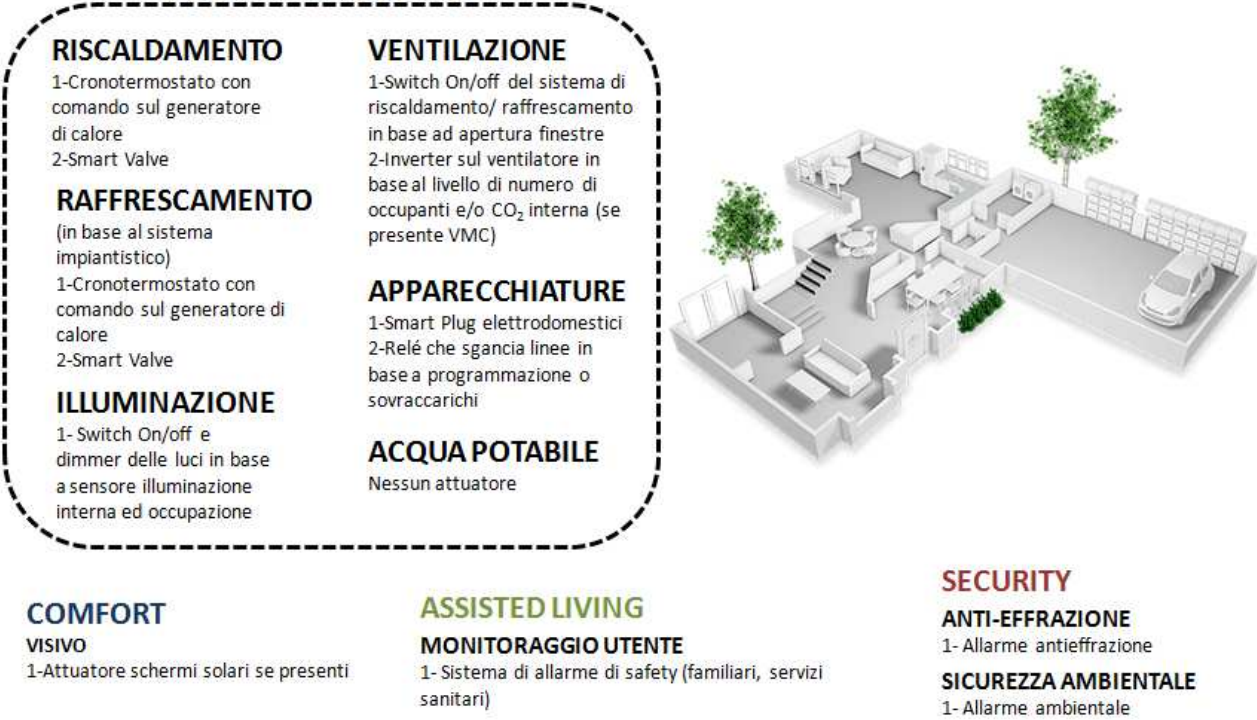 RISCALDAMENTO
1-Cronotermostato con
comando sul generatore
di calore
2-Smart Valve
RAFFRESCAMENTO
(in base al sistema
impiantistico)
1-Cronotermostato con
comando sul generatore di
calore
2-Smart Valve
ILLUMINAZIONE
1- Switch On/off e
dimmer delle luci in base
a sensore illuminazione
interna ed occupazione
VENTILAZIONE
1-Switch On/off del sistema di
riscaldamento/ raffrescamento
in base ad apertura finestre
2-Inverter sul ventilatore in
base al livello di numero di
occupanti e/o CO₂ interna (se
presente VMC)
APPARECCHIATURE
1-Smart Plug elettrodomestici
2-Relé che sgancia linee in
base a programmazione o
sovraccarichi
ACQUA POTABILE
Nessun attuatore
COMFORT
VISIVO
1-Attuatore schermi solari se presenti
ASSISTED LIVING
MONITORAGGIO UTENTE
1- Sistema di allarme di safety (familiari, servizi
sanitari)
SECURITY
ANTI-EFFRAZIONE
1- Allarme antieffrazione
SICUREZZA AMBIENTALE
1- Allarme ambientale